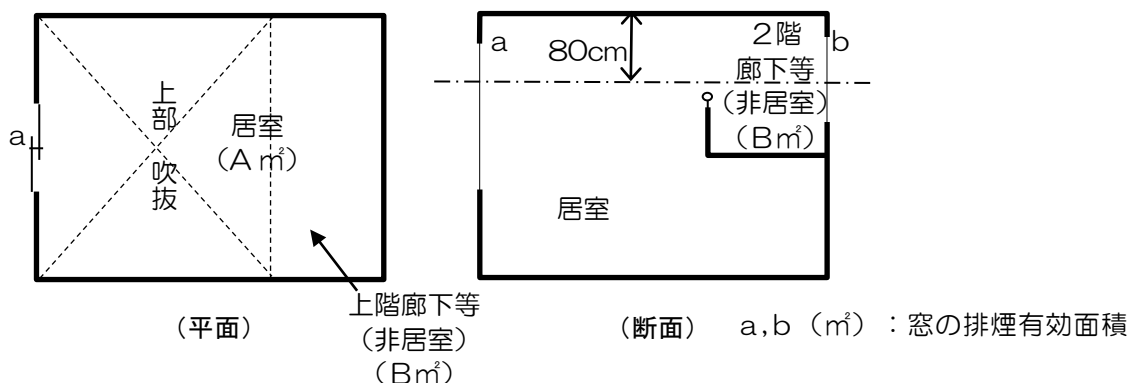 a
上部
吹抜
居室
（A㎡）
上階廊下等
（非居室）
（B㎡）
（平面）
a
80cm
２階
廊下等
（非居室）
（B㎡）
b
居室
（断面）
a,b（㎡）：窓の排煙有効面積